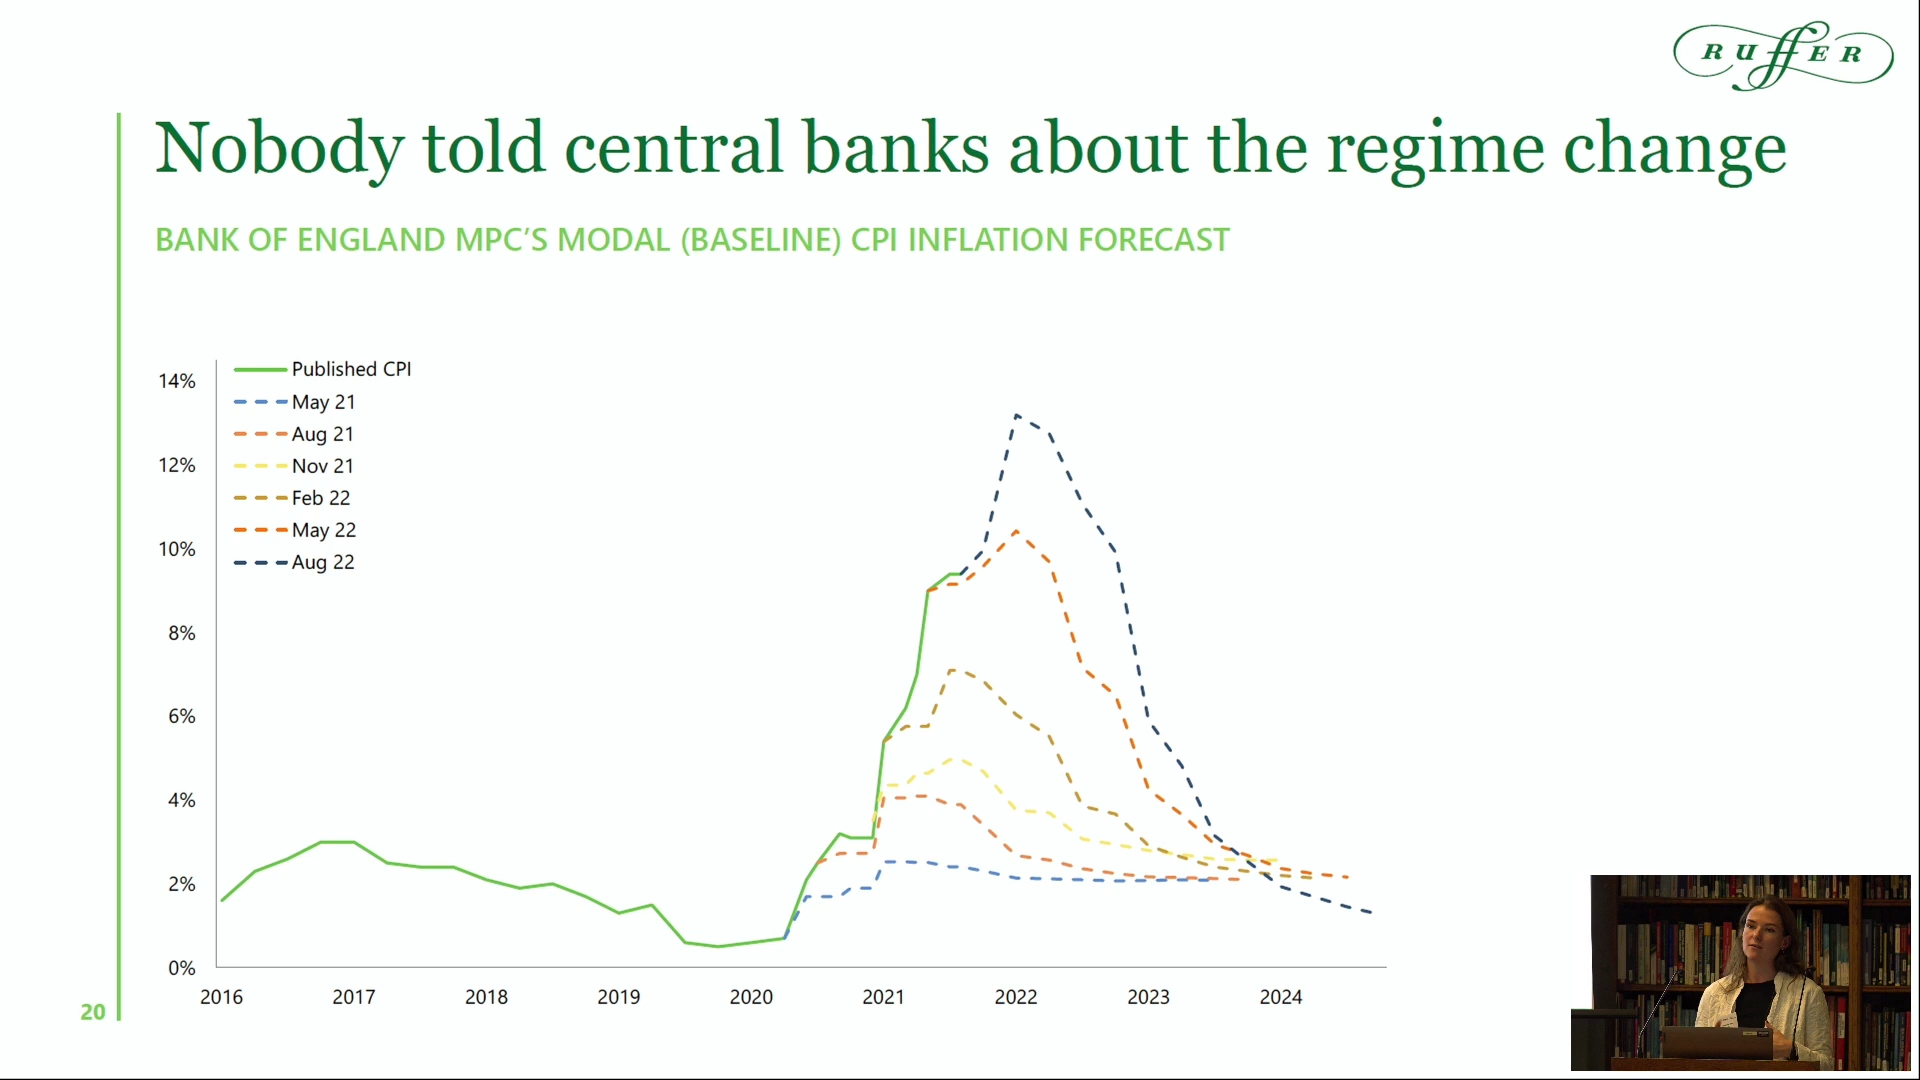 RUffER
Nobody told central banks about the regime change
BANK OF ENGLAND MPC’S MODAL (BASELINE) CPI INFLATION FORECAST
Published CPI
May 21
Aug 21
Nov 21
Feb 22
May 22
Aug 22
14%
12%
10%
8%
6%
4%
2%
0%
2016 2017 2018 2019 2020 2021 2022 2023 2024
20